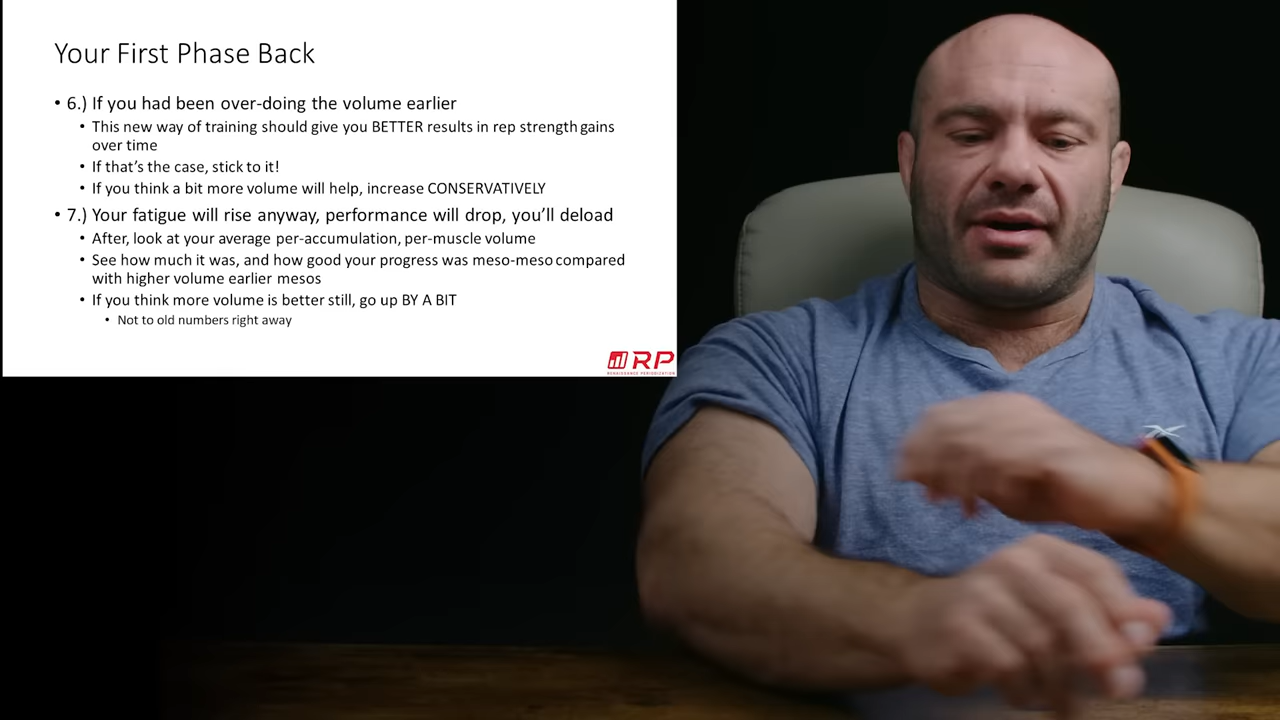 Your First Phase Back
• 6.) If you had been over-doing the volume earlier
• This new way of training should give you BETTER results in rep strength gains
over time
• If that's the case, stick to it!
• If you think a bit more volume will help, increase CONSERVATIVELY
• 7.) Your fatigue will rise anyway, performance will drop, you'll deload
• After, look at your average per-accumulation, per-muscle volume
• See how much it was, and how good your progress was meso-meso compared
with higher volume earlier mesos
• If you think more volume is better still, go up BY A BIT
• Not to old numbers right away
RP
RENAISSANCE PERIODIZATION